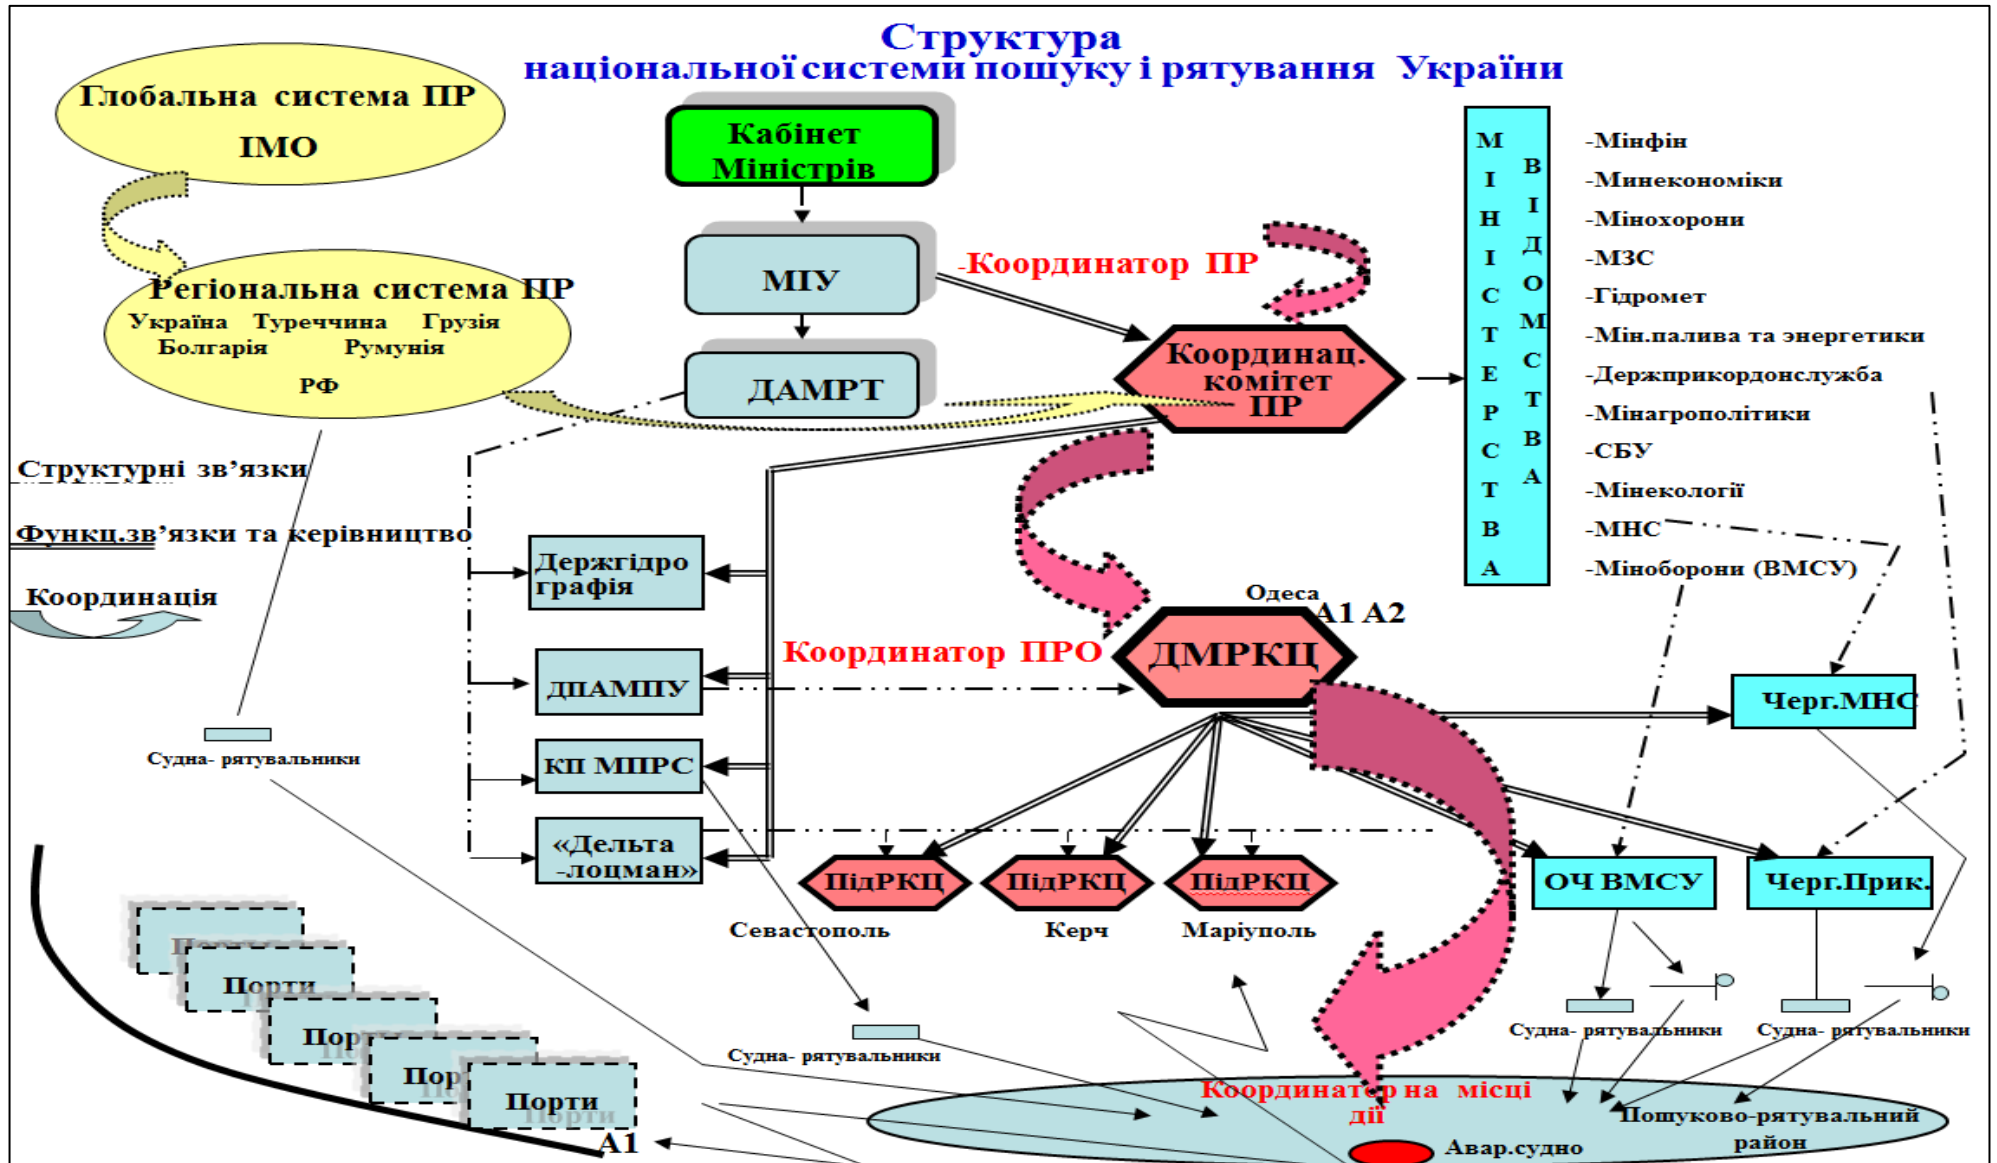 Структура
національної системи пошуку і рятування України
Глобальна система ПР
ІМО
Кабінет
Міністрів
МІУ
ДАМРТ
-Координатор ПР
Координац.
комітет
ПР
Регіональна система ПР
Україна Туреччина Грузія
Болгарія Румунія
РФ
МІНІСТЕРСТВА
ВІДОМСТВА
-Мінфін
-Минекономіки
-Мінохорони
-МЗС
-Гідромет
-Мін.палива та энергетики
-Держприкордонслужба
-Мінагрополітики
-СБУ
-Мінекології
-МНС
-Міноборони (ВМСУ)
Структурні зв’язки
Функц.зв’язки та керівництво
Координація
Держгідро
графія
ДПАМПУ
КП МПРС
«Дельта
-лоцман»
Координатор ПРО
Одеса
А1 А2
ДМРКЦ
Черг.МНС
Судна- рятувальники
ПідРКЦ
ПідРКЦ
ПідРКЦ
ОЧ ВМСУ
Черг.Прик.
Севастополь
Керч
Маріуполь
Порти
Порти
Порти
Порти
А1
Судна- рятувальники
Судна- рятувальники
Судна- рятувальники
Координатор на місці
дії
Пошуково-рятувальний
район
Авар.судно